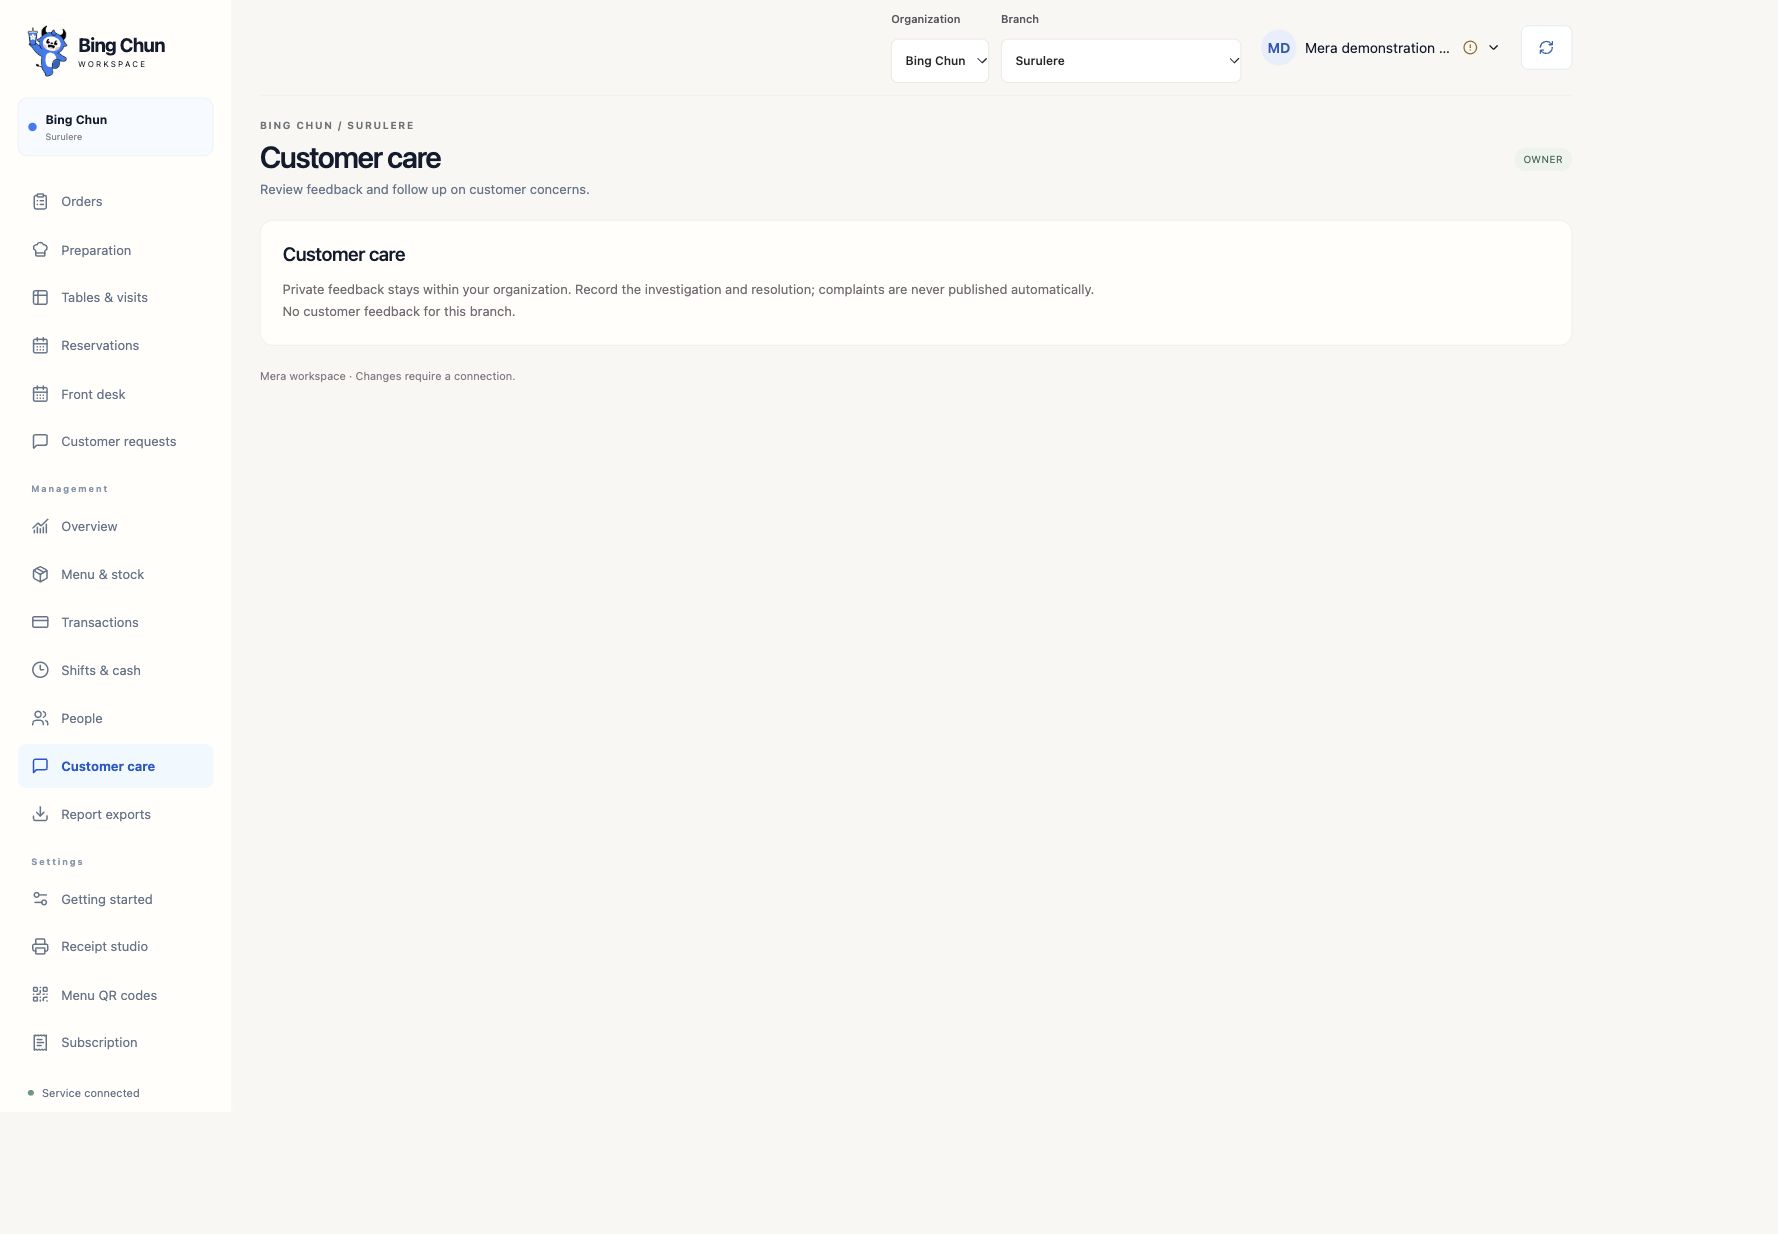 Bing Chun
WORKSPACE
Bing Chun
Surulere
Orders
Preparation
Tables & visits
Reservations
Front desk
Customer requests
Management
Overview
Menu & stock
Transactions
Shifts & cash
People
Customer care
Report exports
Settings
Getting started
Receipt studio
Menu QR codes
Subscription
Service connected
Organization
Branch
Bing Chun
Surulere
MD
Mera demonstration ...
BING CHUN / SURULERE
Customer care
OWNER
Review feedback and follow up on customer concerns.
Customer care
Private feedback stays within your organization. Record the investigation and resolution; complaints are never published automatically.
No customer feedback for this branch.
Mera workspace · Changes require a connection.